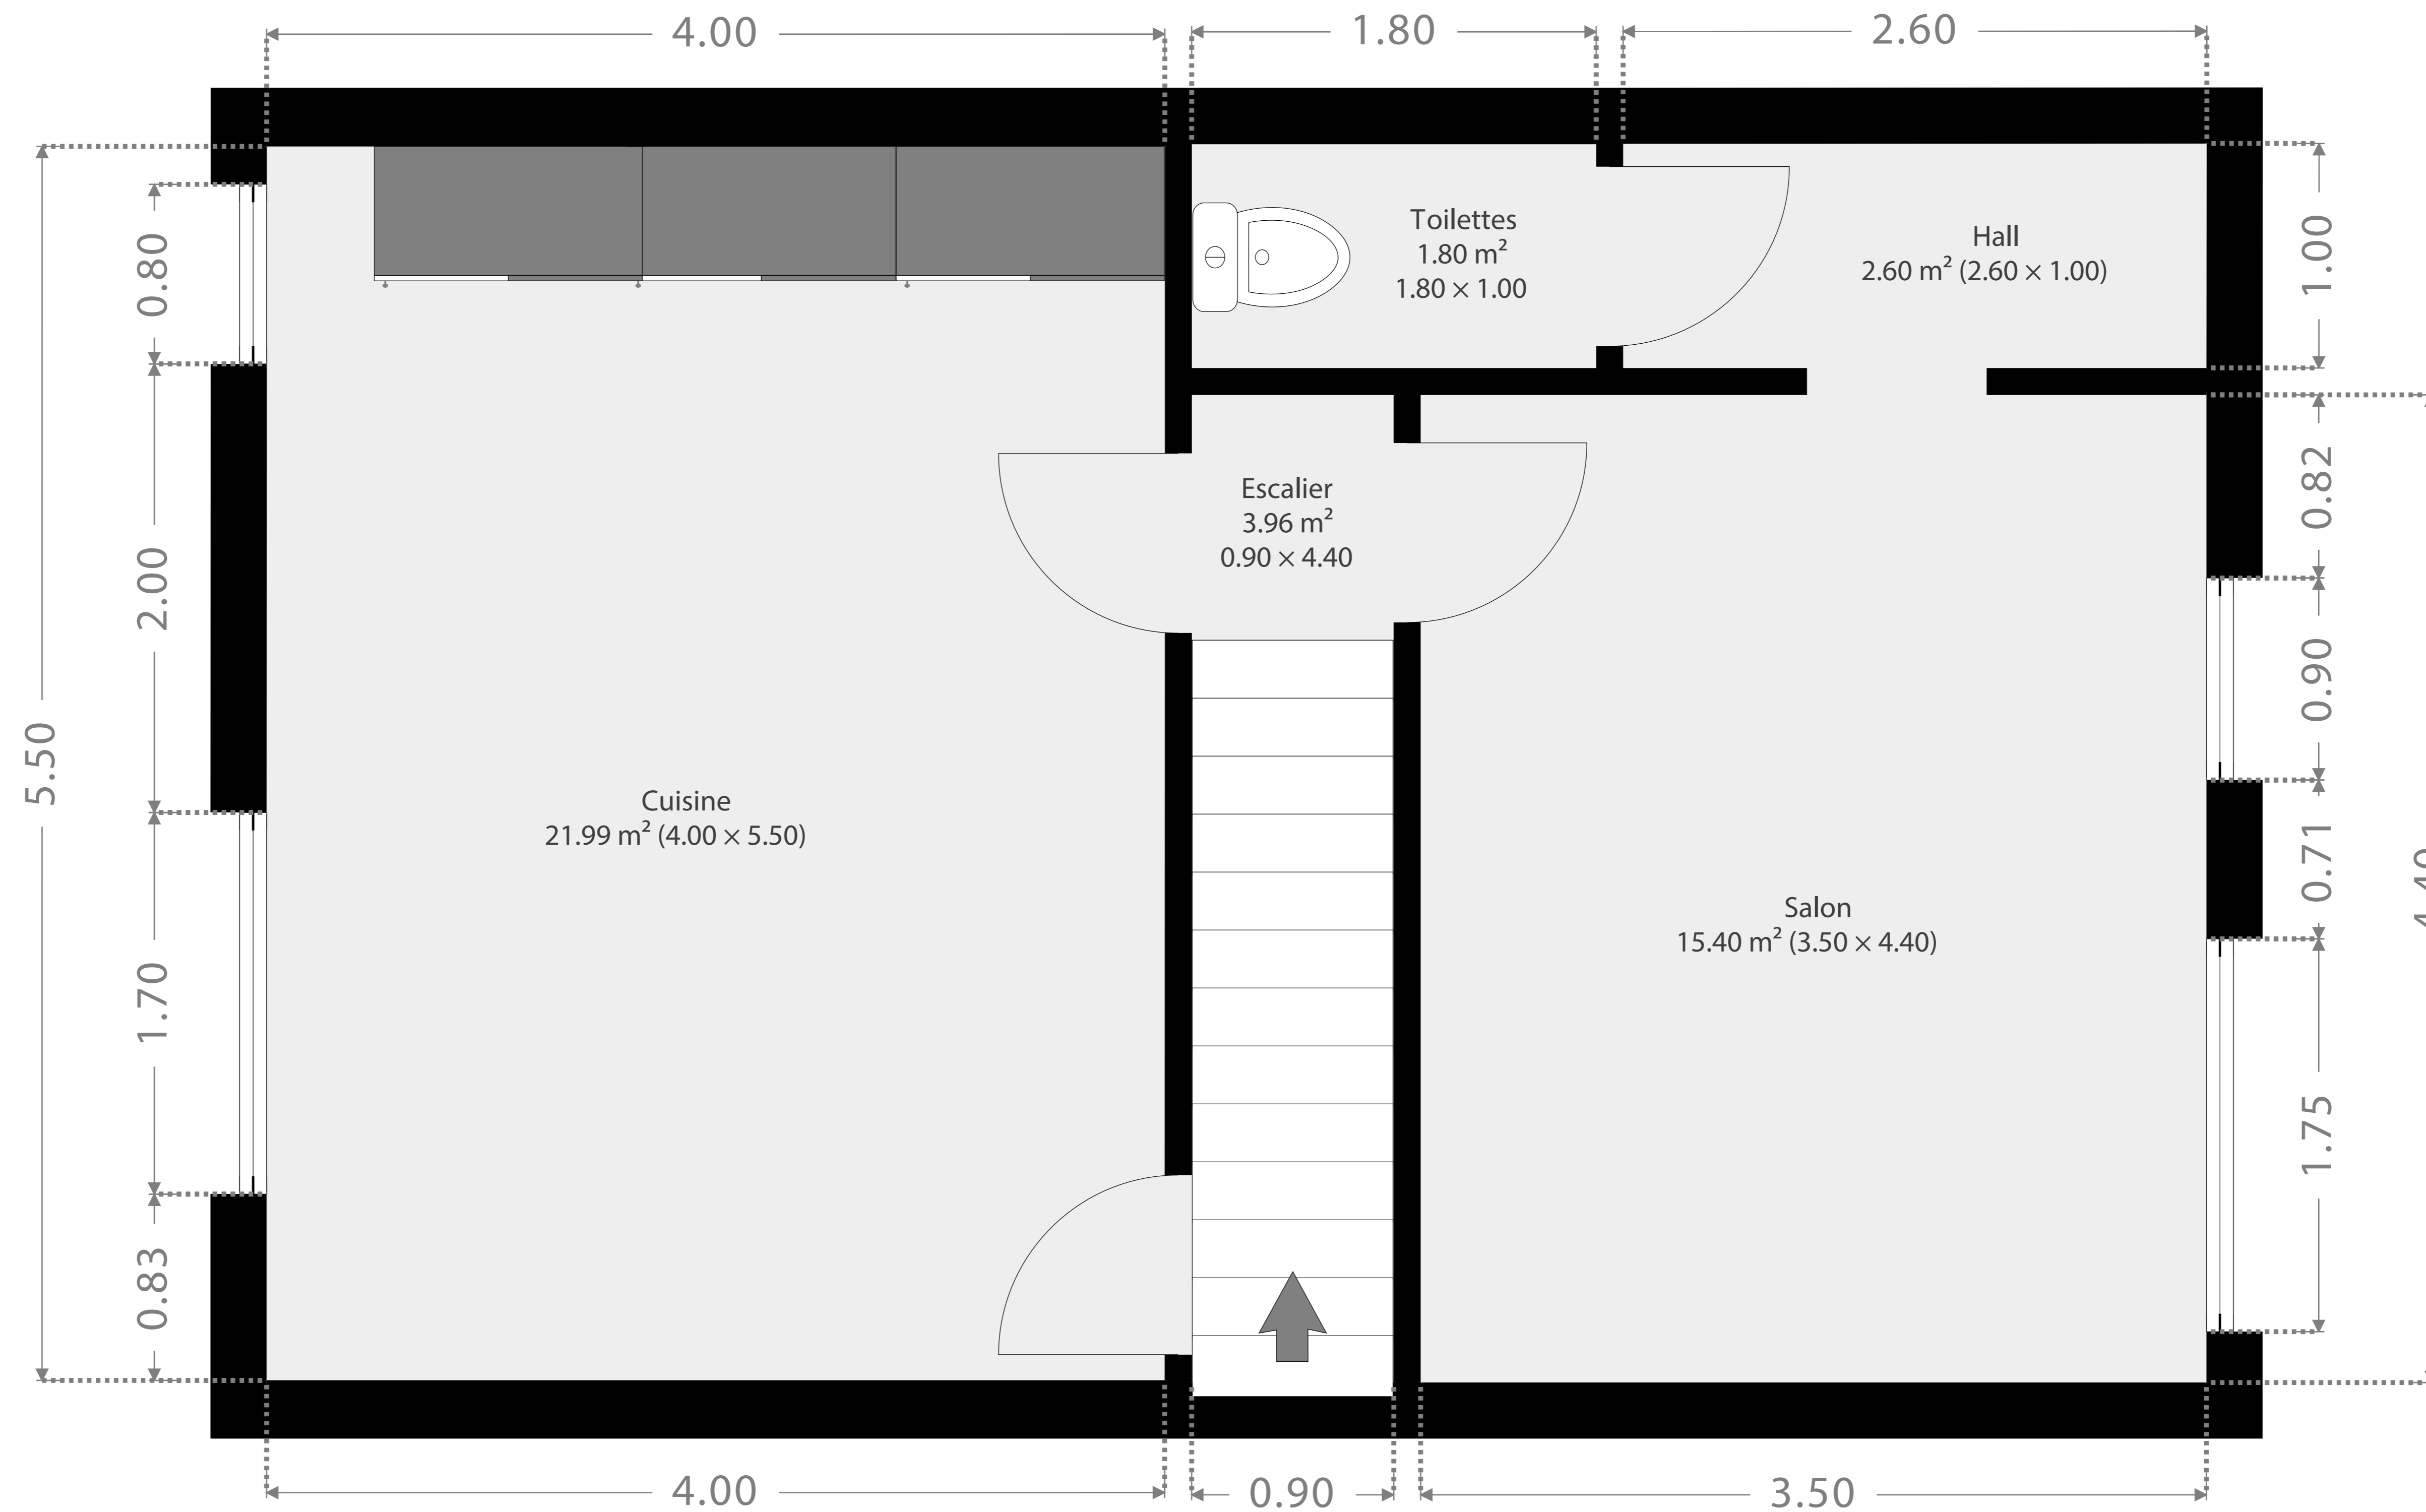 4.00
1.80
2.60
5.50
0.80
2.00
1.70
0.83
Toilettes
1.80 m²
1.80 × 1.00
Hall
2.60 m² (2.60 × 1.00)
Escalier
3.96 m²
0.90 × 4.40
Cuisine
21.99 m² (4.00 × 5.50)
Salon
15.40 m² (3.50 × 4.40)
1.00
0.82
0.90
0.71
1.75
4.00
0.90
3.50